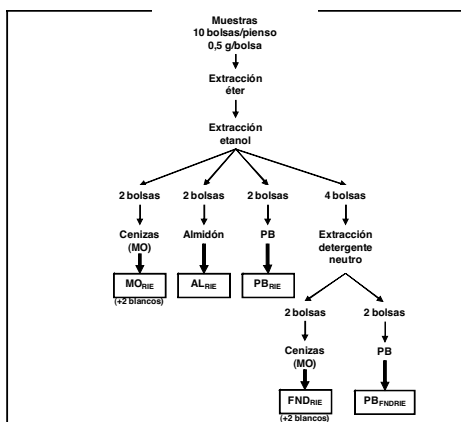 Muestras
10 bolsas/pienso
0,5 g/bolsa
Extracción
éter
Extracción
etanol
2 bolsas 2 bolsas 2 bolsas 4 bolsas
Cenizas
(MO)
Almidón
PB
Extracción
detergente
neutro
MORIE
(+2 blancos)
ALRIE
PBRIE
2 bolsas 2 bolsas
Cenizas
(MO)
PB
FNDRIE
(+2 blancos)
PBFNDRIE